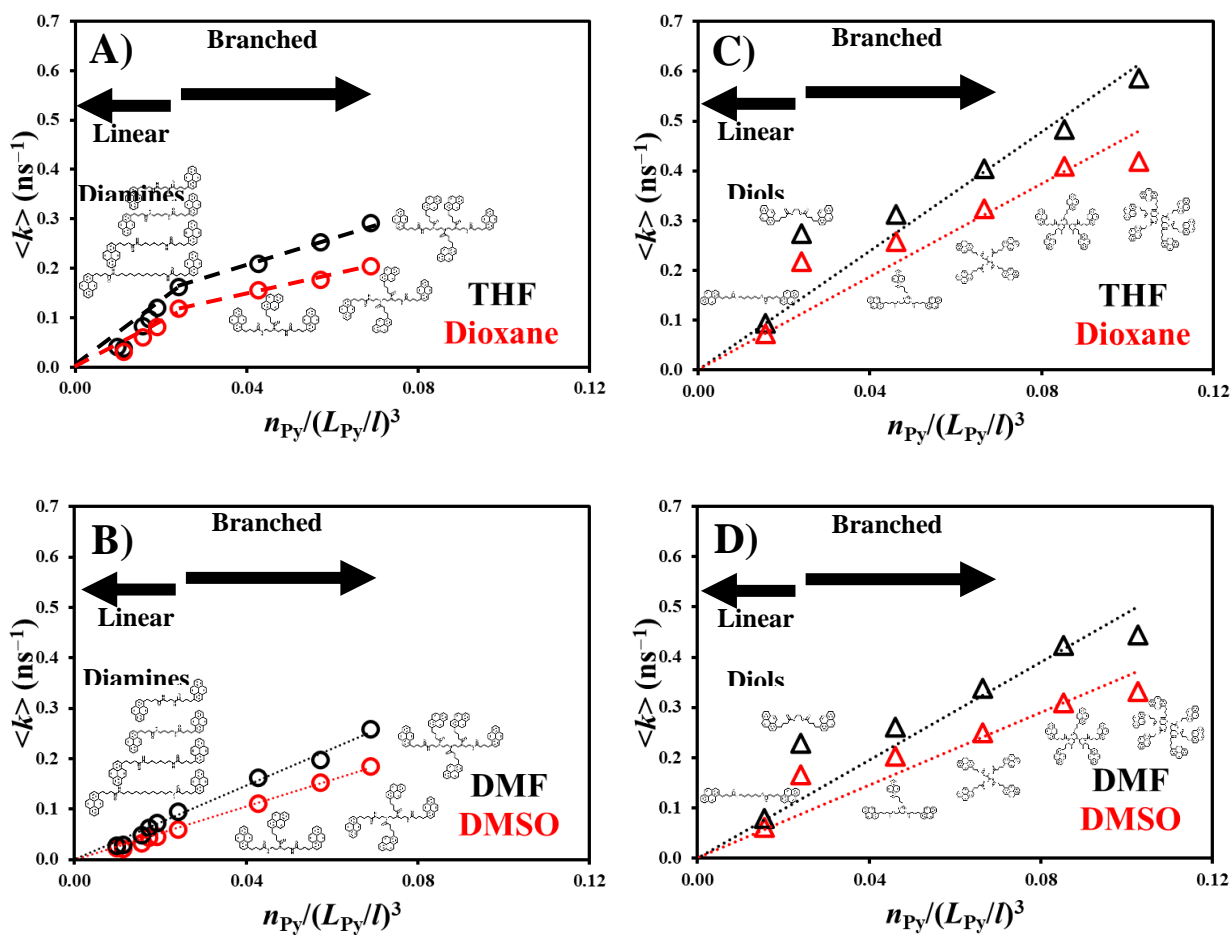 A)
Branched
Linear
Diamines
THF
Dioxane
<k> (ns⁻¹)
0.7
0.6
0.5
0.4
0.3
0.2
0.1
0.0
0.00 0.04 0.08 0.12
nPy/(LPy/l)³
C)
Branched
Linear
Diols
THF
Dioxane
<k> (ns⁻¹)
0.7
0.6
0.5
0.4
0.3
0.2
0.1
0.0
0.00 0.04 0.08 0.12
nPy/(LPy/l)³
B)
Branched
Linear
Diamines
DMF
DMSO
<k> (ns⁻¹)
0.7
0.6
0.5
0.4
0.3
0.2
0.1
0.0
0.00 0.04 0.08 0.12
nPy/(LPy/l)³
D)
Branched
Linear
Diols
DMF
DMSO
<k> (ns⁻¹)
0.7
0.6
0.5
0.4
0.3
0.2
0.1
0.0
0.00 0.04 0.08 0.12
nPy/(LPy/l)³